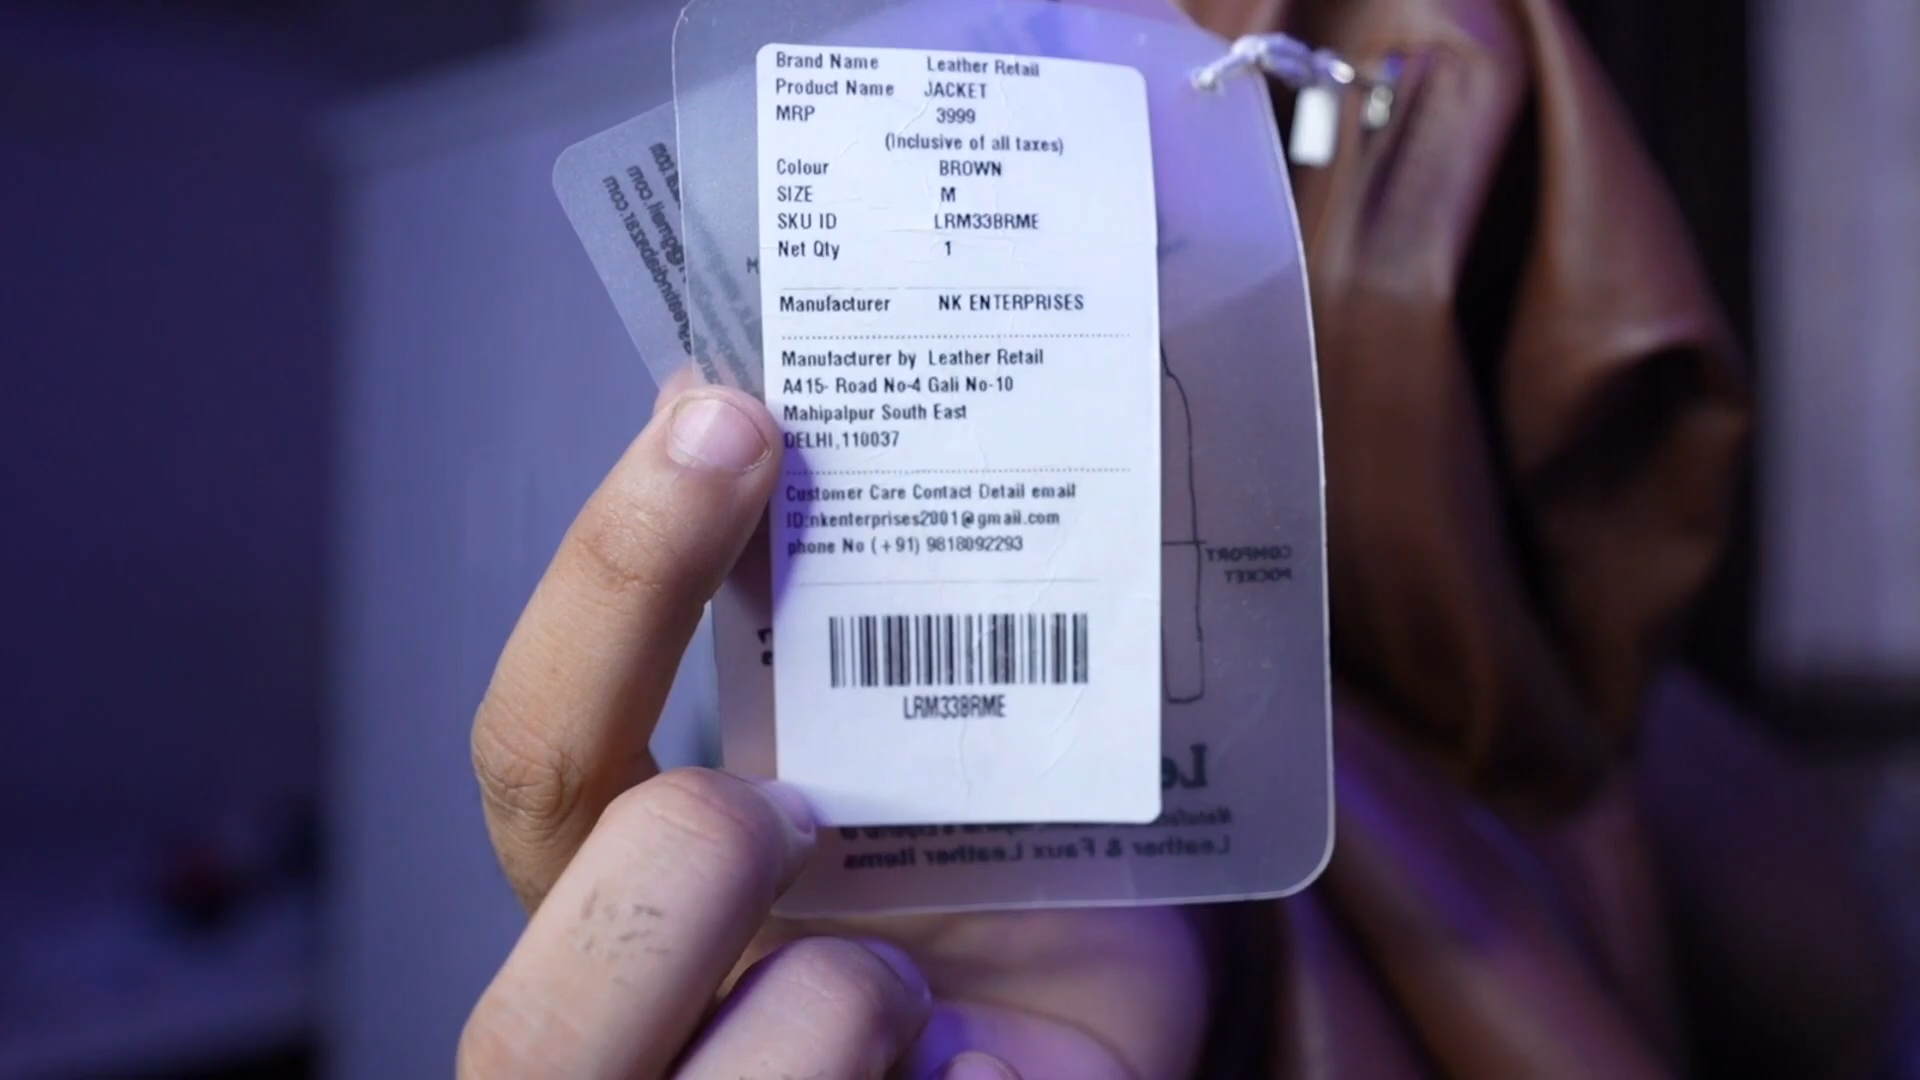 Brand Name Leather Retail
Product Name JACKET
MRP 3999
(Inclusive of all taxes)
Colour BROWN
SIZE M
SKU ID LRM33BRME
Net Qty 1
Manufacturer NK ENTERPRISES
Manufacturer by Leather Retail
A415- Road No-4 Gali No-10
Mahipalpur South East
DELHI,110037
Customer Care Contact Detail email
ID:nkenterprises2001@gmail.com
phone No (+91) 9818092293
LRM33BRME
COMFORT
POCKET
Leather & Faux Leather Items